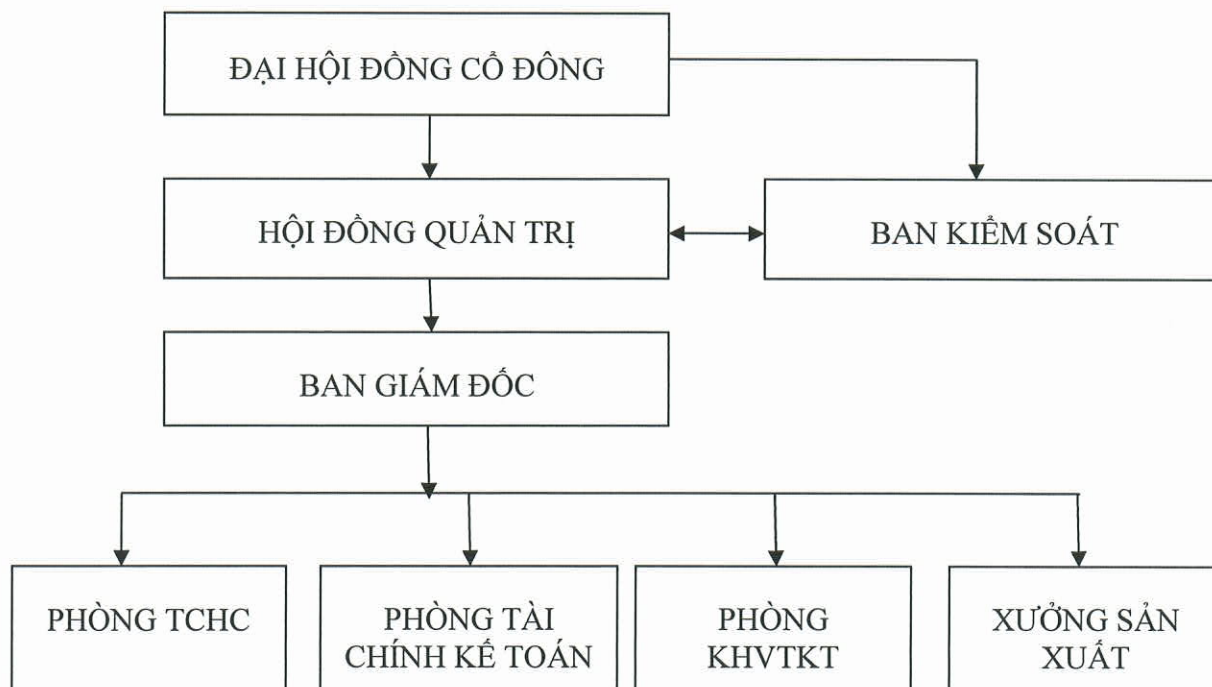 ĐẠI HỘI ĐỒNG CỔ ĐÔNG
HỘI ĐỒNG QUẢN TRỊ
BAN KIỂM SOÁT
BAN GIÁM ĐỐC
PHÒNG TCHC
PHÒNG TÀI
CHÍNH KẾ TOÁN
PHÒNG
KHVTKT
XƯỞNG SẢN
XUẤT